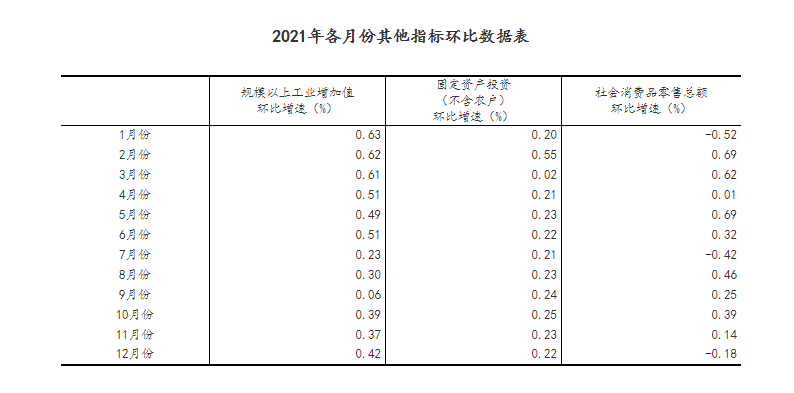 2021年各月份其他指标环比数据表
规模以上工业增加值
环比增速（%）
固定资产投资
（不含农户）
环比增速（%）
社会消费品零售总额
环比增速（%）
1月份 0.63 0.20 -0.52
2月份 0.62 0.55 0.69
3月份 0.61 0.02 0.62
4月份 0.51 0.21 0.01
5月份 0.49 0.23 0.69
6月份 0.51 0.22 0.32
7月份 0.23 0.21 -0.42
8月份 0.30 0.23 0.46
9月份 0.06 0.24 0.25
10月份 0.39 0.25 0.39
11月份 0.37 0.23 0.14
12月份 0.42 0.22 -0.18